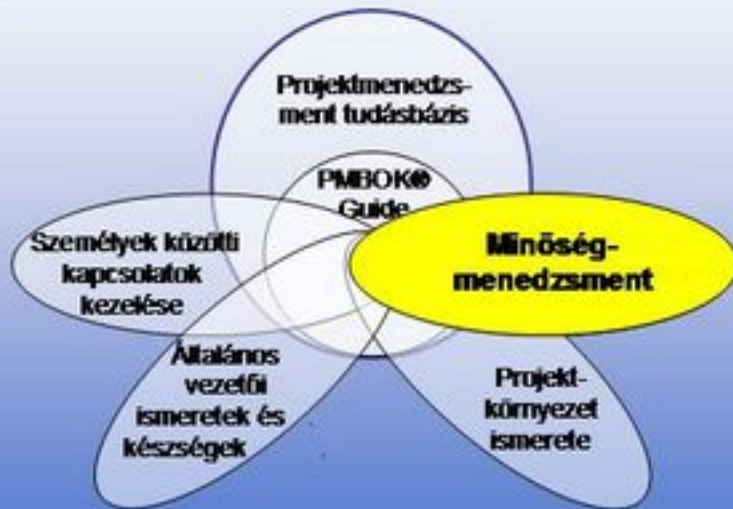 Projektmenedzs-
ment tudásbázis
PMBOK®
Guide
Személyek közötti
kapcsolatok
kezelése
Minőség-
menedzsment
Általános
vezetői
ismeretek és
készségek
Projekt-
környezet
ismerete